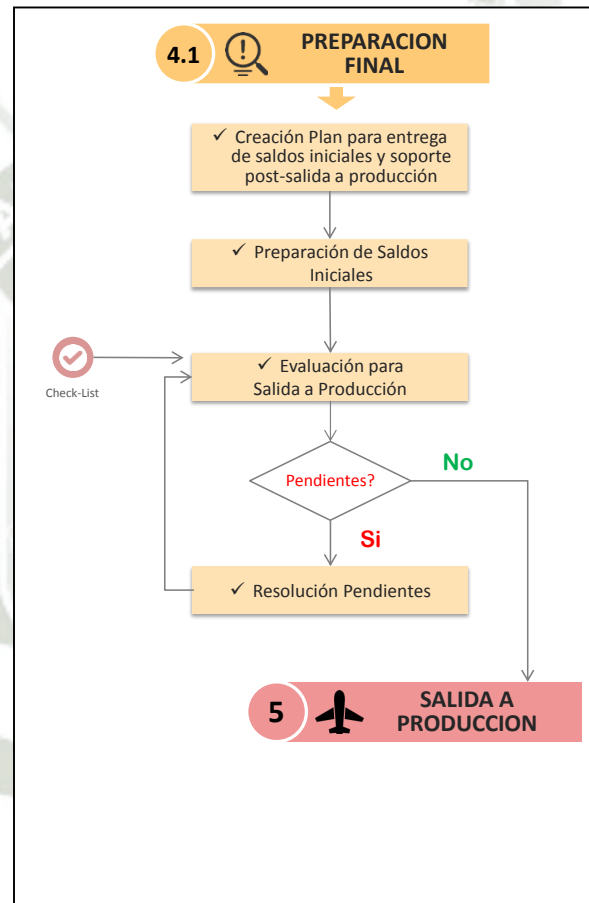 4.1
PREPARACION
FINAL
✓ Creación Plan para entrega
de saldos iniciales y soporte
post-salida a producción
✓ Preparación de Saldos
Iniciales
Check-List
✓ Evaluación para
Salida a Producción
Pendientes?
No
Si
✓ Resolución Pendientes
5
SALIDA A
PRODUCCION